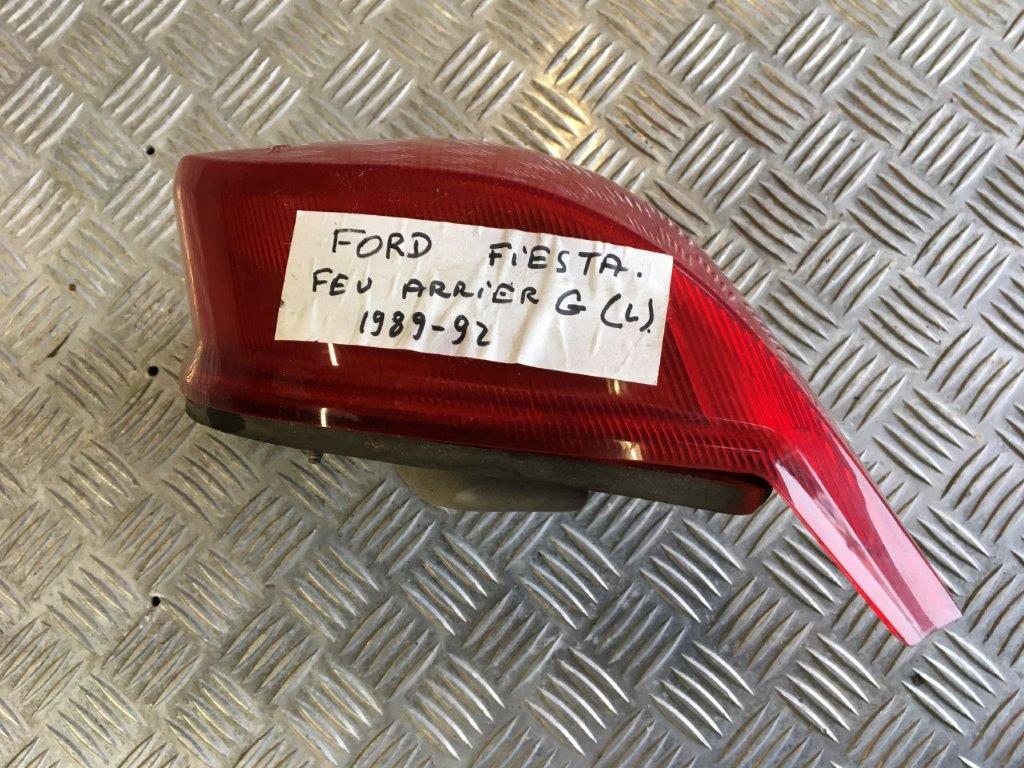 FORD FIESTA.
FEU ARRIER G (L).
1989-92